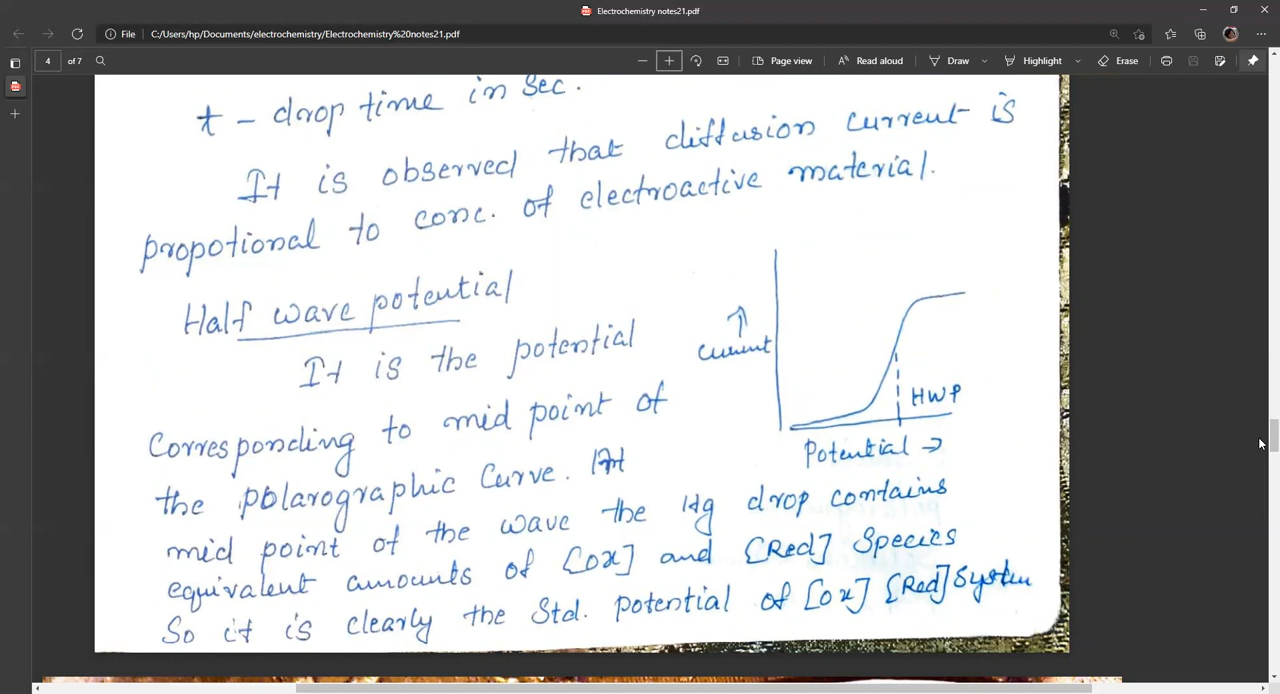 Electrochemistry notes21.pdf
File C:/Users/hp/Documents/electrochemistry/Electrochemistry%20notes21.pdf
4 of 7 Page view Read aloud Draw Highlight Erase
t - drop time in Sec.
It is observed that diffusion current is
propotional to conc. of electroactive material.
Half wave potential
It is the potential
Corresponding to mid point of
the polarographic Curve. At
mid point of the wave the Hg drop contains
equivalent amounts of [Ox] and [Red] Species
So it is clearly the Std. potential of [Ox] [Red] System
↑
Current
HWP
Potential →